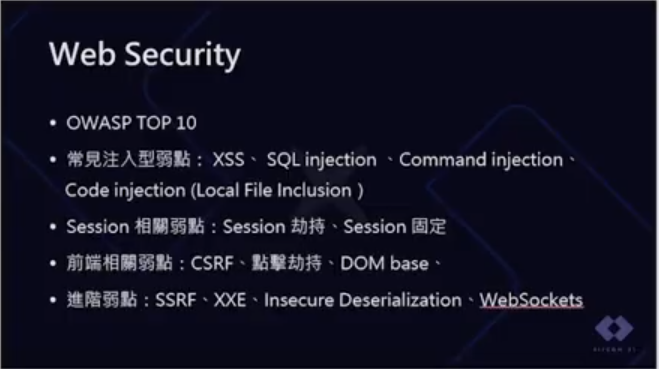 Web Security
• OWASP TOP 10
• 常見注入型弱點： XSS、 SQL injection 、Command injection、
Code injection (Local File Inclusion )
• Session 相關弱點：Session 劫持、Session 固定
• 前端相關弱點：CSRF、點擊劫持、DOM base、
• 進階弱點：SSRF、XXE、Insecure Deserialization、WebSockets